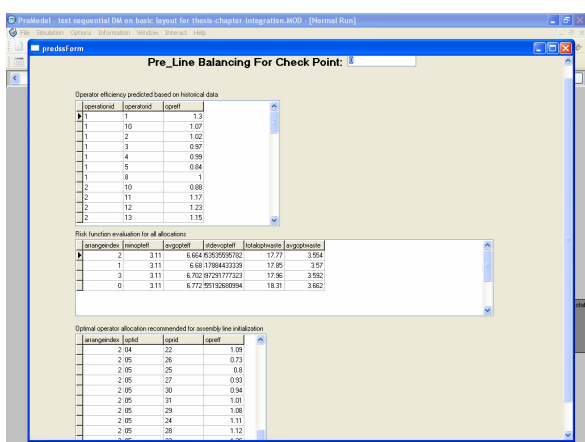 ProModel - test sequential DM on basic layout for thesis-chapter-integration.MOD - [Normal Run]
File Simulation Options Information Window Interact Help
predssForm
Pre_Line Balancing For Check Point: 0
Operator efficiency predicted based on historical data
operationid operatorid opreff
1 1 1.3
1 10 1.07
1 2 1.02
1 3 0.97
1 4 0.99
1 5 0.84
1 8 1
2 10 0.88
2 11 1.17
2 12 1.23
2 13 1.15
Risk function evaluation for all allocations
anangeindex minopteff avgopteff stdevopteff totaloptwaste avgoptwaste
2 3.11 6.664 53535595782 17.77 3.554
1 3.11 6.68 17884433339 17.85 3.57
3 3.11 6.702 97291777323 17.96 3.592
0 3.11 6.772 55192680994 18.31 3.662
Optimal operator allocation recommended for assembly line initialization
anangeindex optid oprid opreff
2 04 22 1.09
2 05 26 0.73
2 05 25 0.8
2 05 27 0.93
2 05 30 0.94
2 05 31 1.01
2 05 29 1.08
2 05 24 1.11
2 05 28 1.12